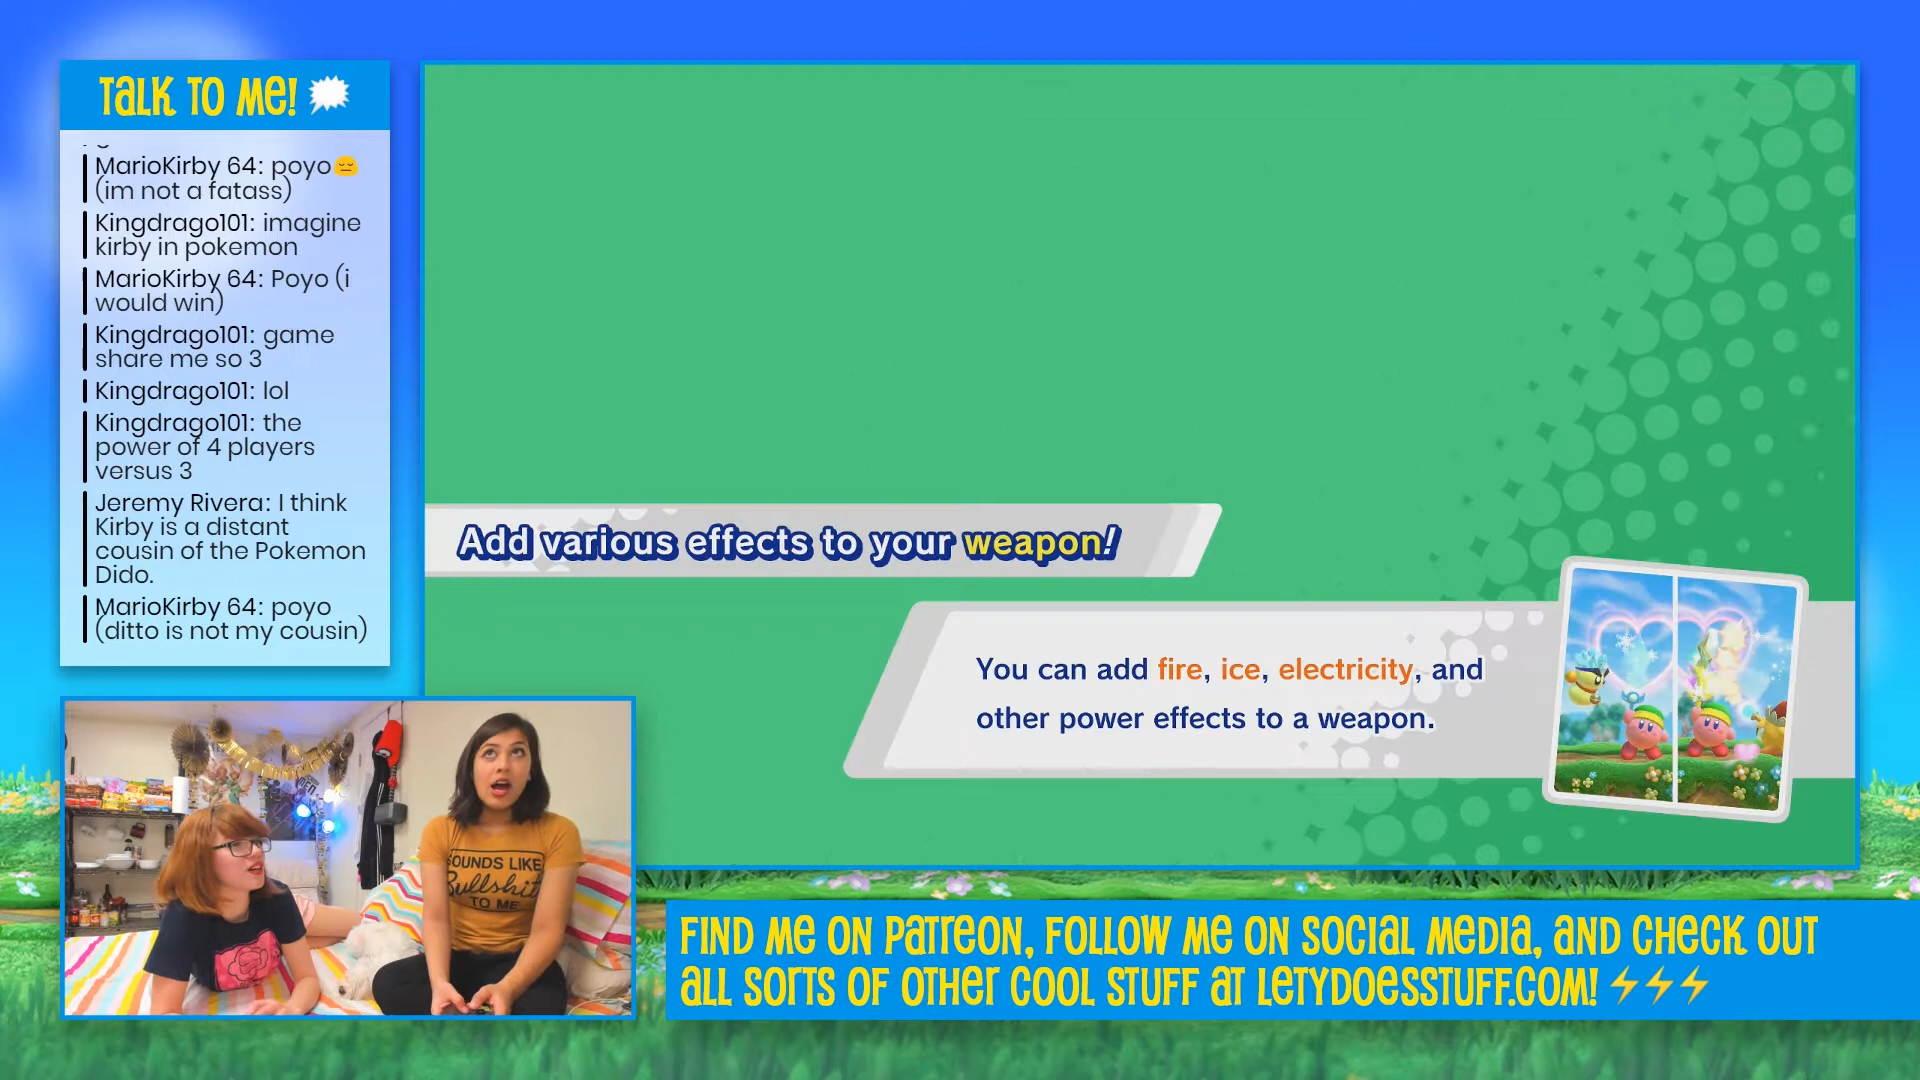 TALK TO ME!
MarioKirby 64: poyo😔
(im not a fatass)
Kingdrago101: imagine
kirby in pokemon
MarioKirby 64: Poyo (i
would win)
Kingdrago101: game
share me so 3
Kingdrago101: lol
Kingdrago101: the
power of 4 players
versus 3
Jeremy Rivera: I think
Kirby is a distant
cousin of the Pokemon
Dido.
MarioKirby 64: poyo
(ditto is not my cousin)
Add various effects to your weapon!
You can add fire, ice, electricity, and
other power effects to a weapon.
SOUNDS LIKE
Bullshit
TO ME
FIND ME ON PATREON, FOLLOW ME ON SOCIAL MEDIA, AND CHECK OUT
ALL SORTS OF OTHER COOL STUFF AT LETYDOESSTUFF.COM! ⚡⚡⚡